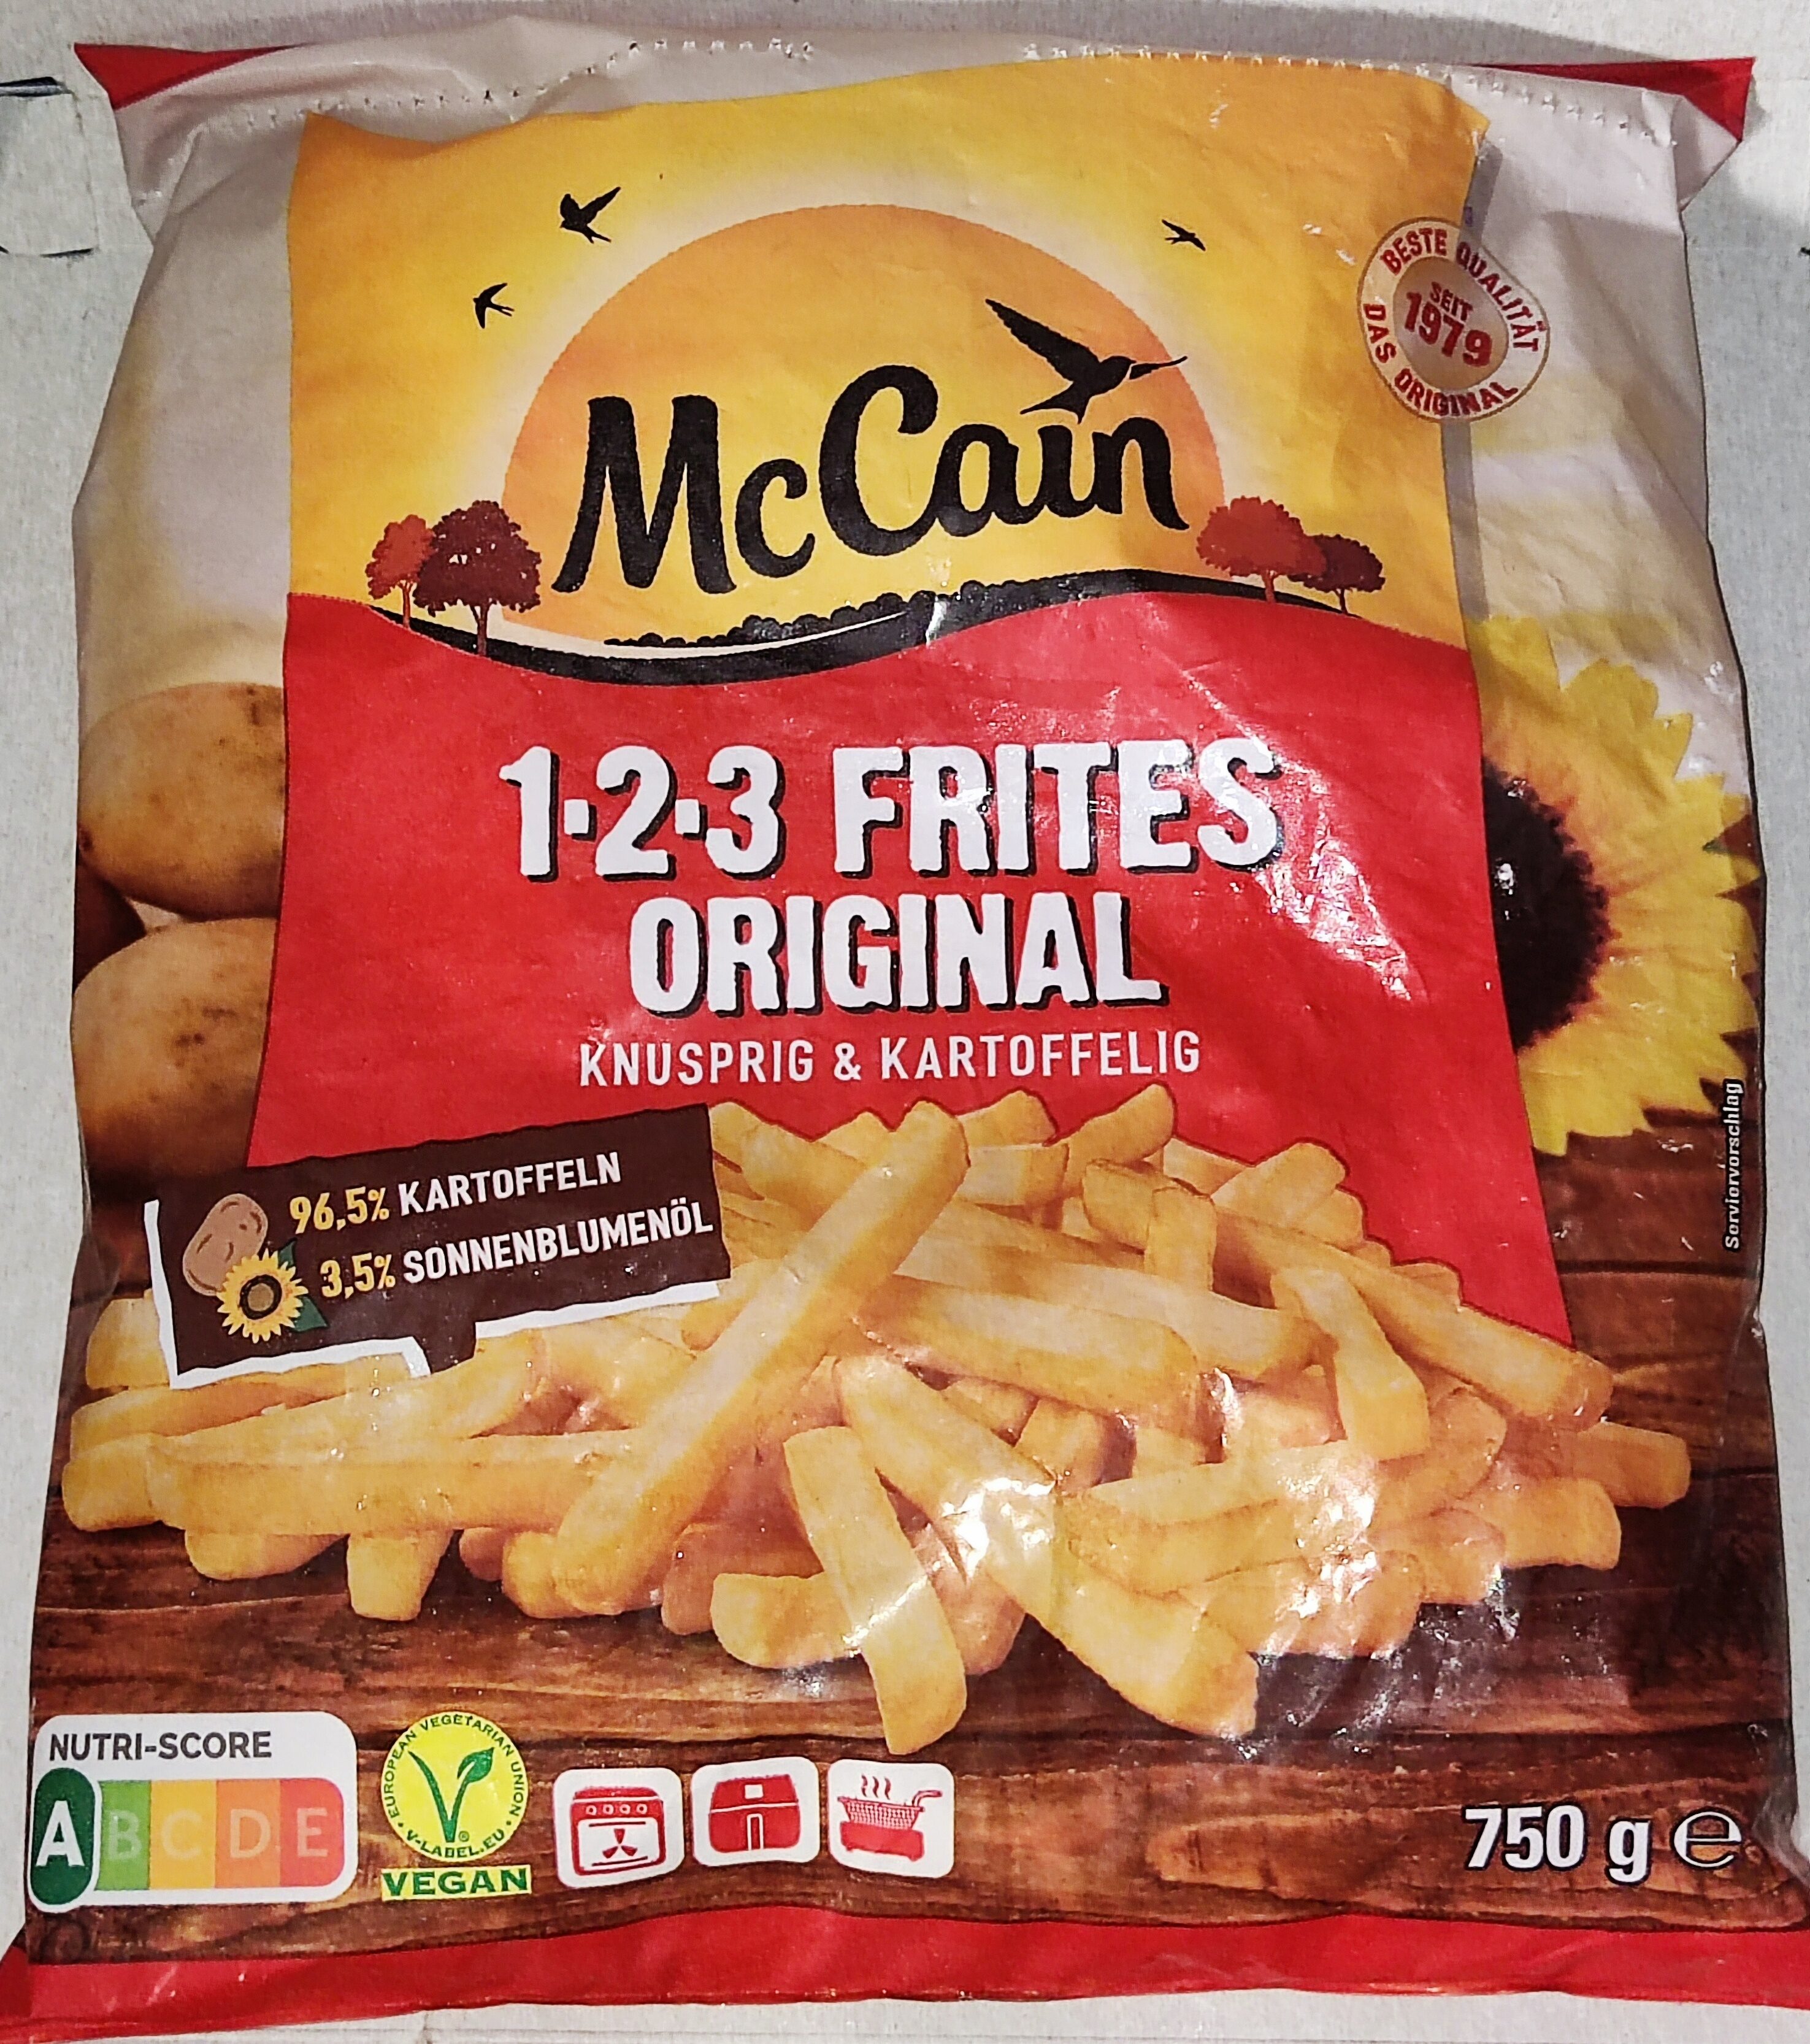 McCain
BESTE QUALITÄT
SEIT
1979
DAS ORIGINAL
1·2·3 FRITES
ORIGINAL
KNUSPRIG & KARTOFFELIG
96,5% KARTOFFELN
3,5% SONNENBLUMENÖL
Serviervorschlag
NUTRI-SCORE
A B C D E
EUROPEAN VEGETARIAN UNION
V-LABEL.EU
VEGAN
750 g e